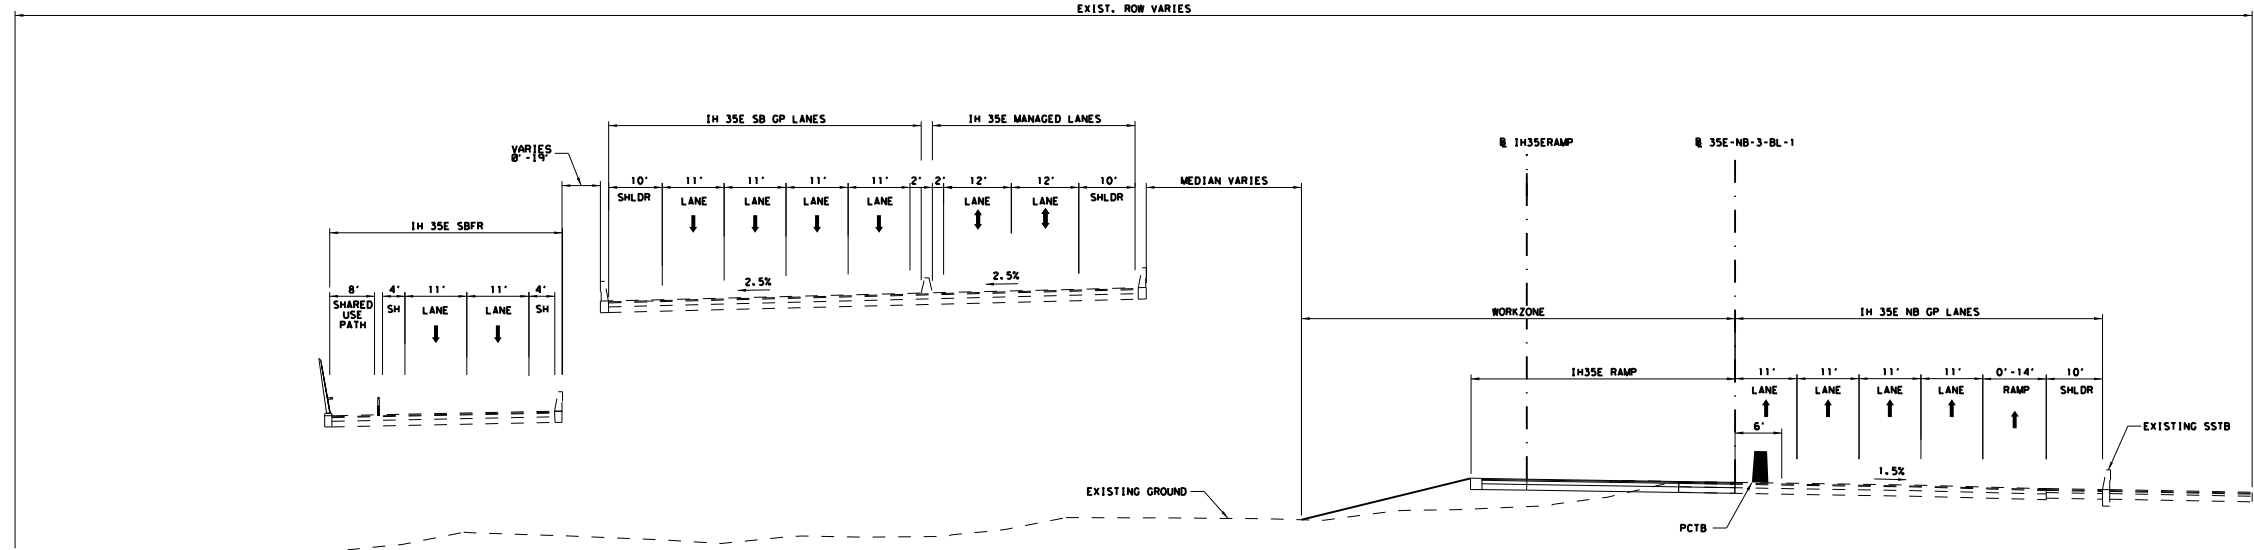 EXIST. ROW VARIES
IH 35E SB GP LANES
IH 35E MANAGED LANES
VARIES
0'-19'
℄ IH35ERAMP
℄ 35E-NB-3-BL-1
10'
11'
11'
11'
11'
2'
2'
12'
12'
10'
MEDIAN VARIES
SHLDR
LANE
LANE
LANE
LANE
LANE
LANE
SHLDR
IH 35E SBFR
2.5%
2.5%
8'
4'
11'
11'
4'
SHARED
USE
PATH
SH
LANE
LANE
SH
WORKZONE
IH 35E NB GP LANES
IH35E RAMP
11'
11'
11'
11'
0'-14'
10'
LANE
LANE
LANE
LANE
RAMP
SHLDR
6'
EXISTING SSTB
1.5%
EXISTING GROUND
PCTB